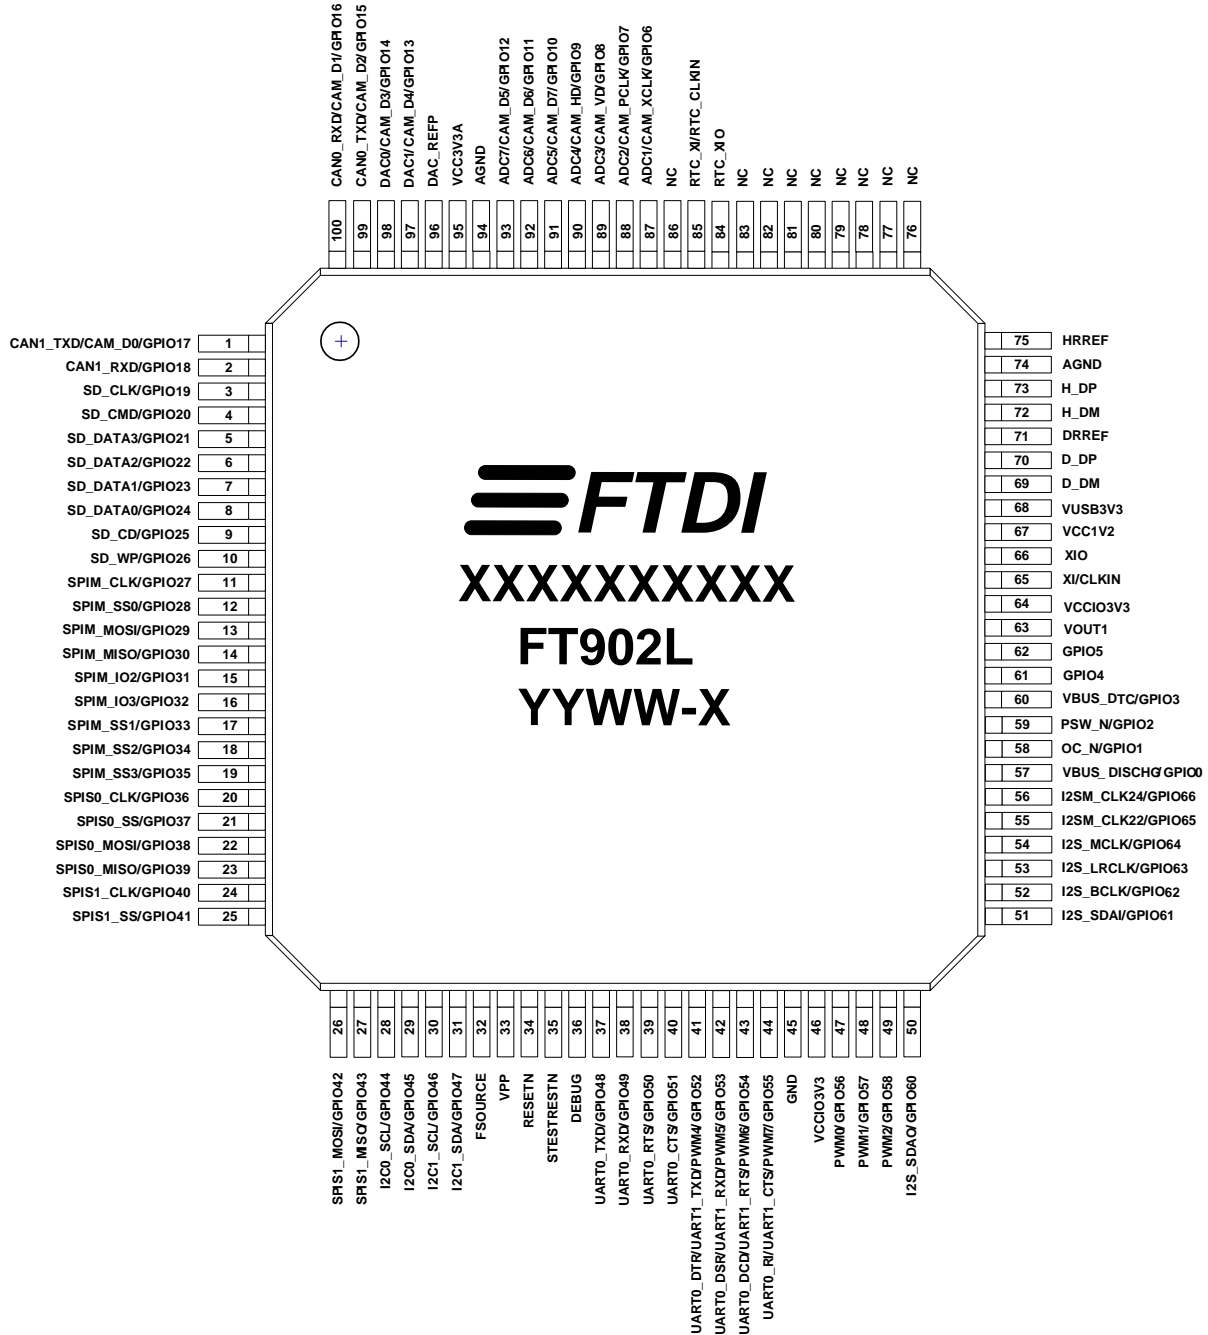 CAN0_RXD/CAM_D1/GPIO16
CAN0_TXD/CAM_D2/GPIO15
DAC0/CAM_D3/GPIO14
DAC1/CAM_D4/GPIO13
DAC_REFP
VCC3V3A
AGND
ADC7/CAM_D5/GPIO12
ADC6/CAM_D6/GPIO11
ADC5/CAM_D7/GPIO10
ADC4/CAM_HD/GPIO9
ADC3/CAM_VD/GPIO8
ADC2/CAM_PCLK/GPIO7
ADC1/CAM_XCLK/GPIO6
NC
RTC_XI/RTC_CLKIN
RTC_XIO
NC
NC
NC
NC
NC
NC
NC
NC
100
99
98
97
96
95
94
93
92
91
90
89
88
87
86
85
84
83
82
81
80
79
78
77
76
CAN1_TXD/CAM_D0/GPIO17 1
CAN1_RXD/GPIO18 2
SD_CLK/GPIO19 3
SD_CMD/GPIO20 4
SD_DATA3/GPIO21 5
SD_DATA2/GPIO22 6
SD_DATA1/GPIO23 7
SD_DATA0/GPIO24 8
SD_CD/GPIO25 9
SD_WP/GPIO26 10
SPIM_CLK/GPIO27 11
SPIM_SS0/GPIO28 12
SPIM_MOSI/GPIO29 13
SPIM_MISO/GPIO30 14
SPIM_IO2/GPIO31 15
SPIM_IO3/GPIO32 16
SPIM_SS1/GPIO33 17
SPIM_SS2/GPIO34 18
SPIM_SS3/GPIO35 19
SPIS0_CLK/GPIO36 20
SPIS0_SS/GPIO37 21
SPIS0_MOSI/GPIO38 22
SPIS0_MISO/GPIO39 23
SPIS1_CLK/GPIO40 24
SPIS1_SS/GPIO41 25
FTDI
XXXXXXXXXX
FT902L
YYWW-X
75 HRREF
74 AGND
73 H_DP
72 H_DM
71 DRREF
70 D_DP
69 D_DM
68 VUSB3V3
67 VCC1V2
66 XIO
65 XI/CLKIN
64 VCCIO3V3
63 VOUT1
62 GPIO5
61 GPIO4
60 VBUS_DTC/GPIO3
59 PSW_N/GPIO2
58 OC_N/GPIO1
57 VBUS_DISCHG/GPIO0
56 I2SM_CLK24/GPIO66
55 I2SM_CLK22/GPIO65
54 I2S_MCLK/GPIO64
53 I2S_LRCLK/GPIO63
52 I2S_BCLK/GPIO62
51 I2S_SDAI/GPIO61
26
27
28
29
30
31
32
33
34
35
36
37
38
39
40
41
42
43
44
45
46
47
48
49
50
SPIS1_MOSI/GPIO42
SPIS1_MISO/GPIO43
I2C0_SCL/GPIO44
I2C0_SDA/GPIO45
I2C1_SCL/GPIO46
I2C1_SDA/GPIO47
FSOURCE
VPP
RESETN
STESTRESTN
DEBUG
UART0_TXD/GPIO48
UART0_RXD/GPIO49
UART0_RTS/GPIO50
UART0_CTS/GPIO51
UART0_DTR/UART1_TXD/PWM4/GPIO52
UART0_DSR/UART1_RXD/PWM5/GPIO53
UART0_DCD/UART1_RTS/PWM6/GPIO54
UART0_RI/UART1_CTS/PWM7/GPIO55
GND
VCCIO3V3
PWM0/GPIO56
PWM1/GPIO57
PWM2/GPIO58
I2S_SDAO/GPIO60